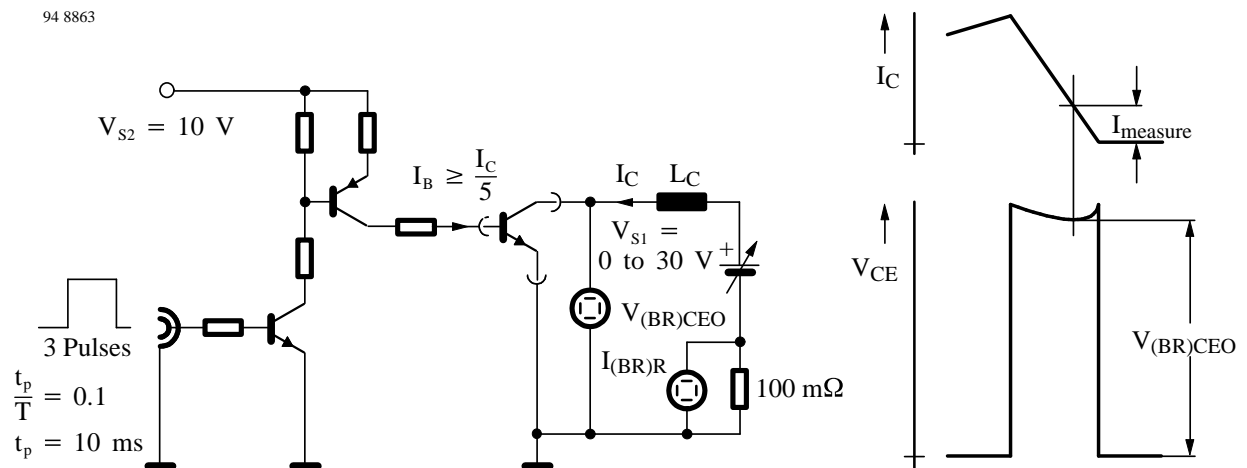 94 8863
V_S2 = 10 V
I_B ≥ I_C/5
I_C
L_C
V_S1 =
0 to 30 V
+
V_(BR)CEO
I_(BR)R
100 mΩ
3 Pulses
t_p/T = 0.1
t_p = 10 ms
I_C
I_measure
V_CE
V_(BR)CEO